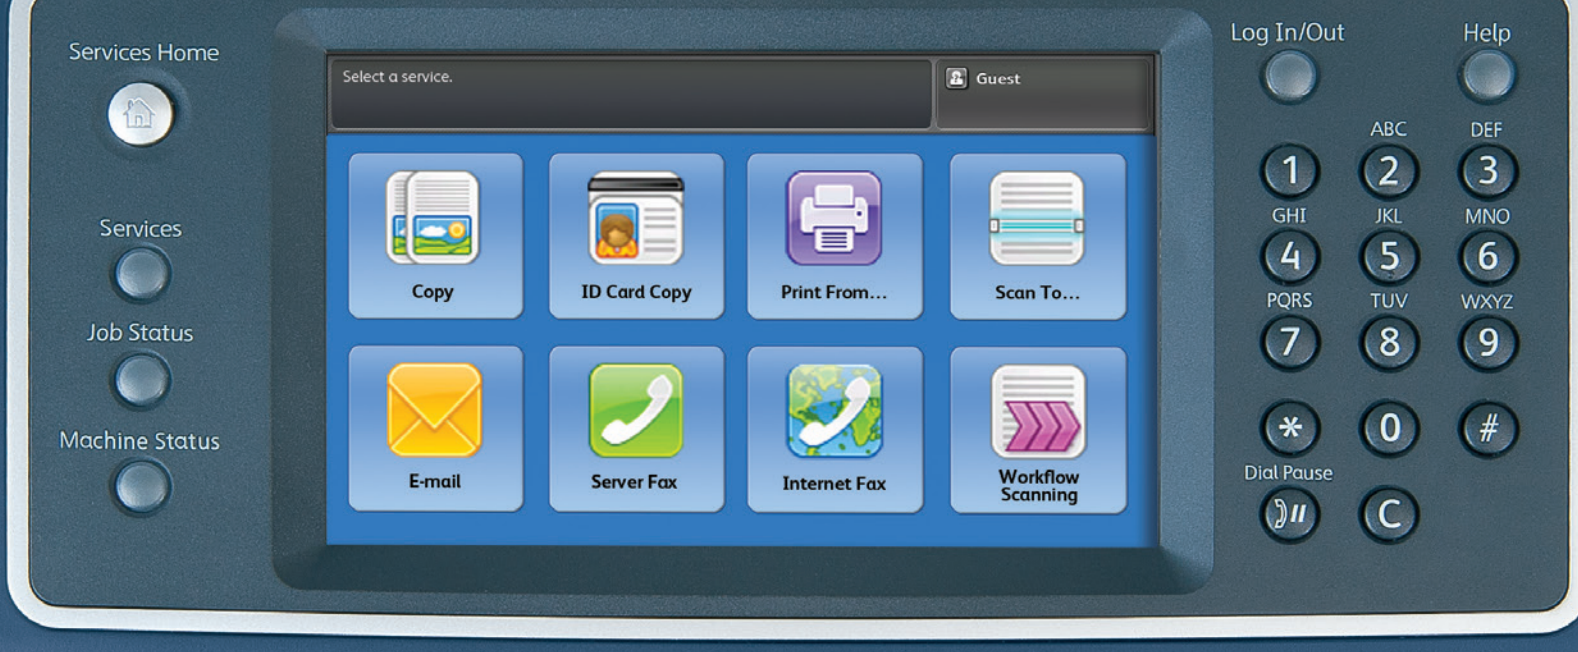 Services Home
Services
Job Status
Machine Status
Select a service.
Guest
Copy
ID Card Copy
Print From...
Scan To...
E-mail
Server Fax
Internet Fax
Workflow
Scanning
Log In/Out
Help
ABC
DEF
1
2
3
GHI
JKL
MNO
4
5
6
PQRS
TUV
WXYZ
7
8
9
*
0
#
Dial Pause
C